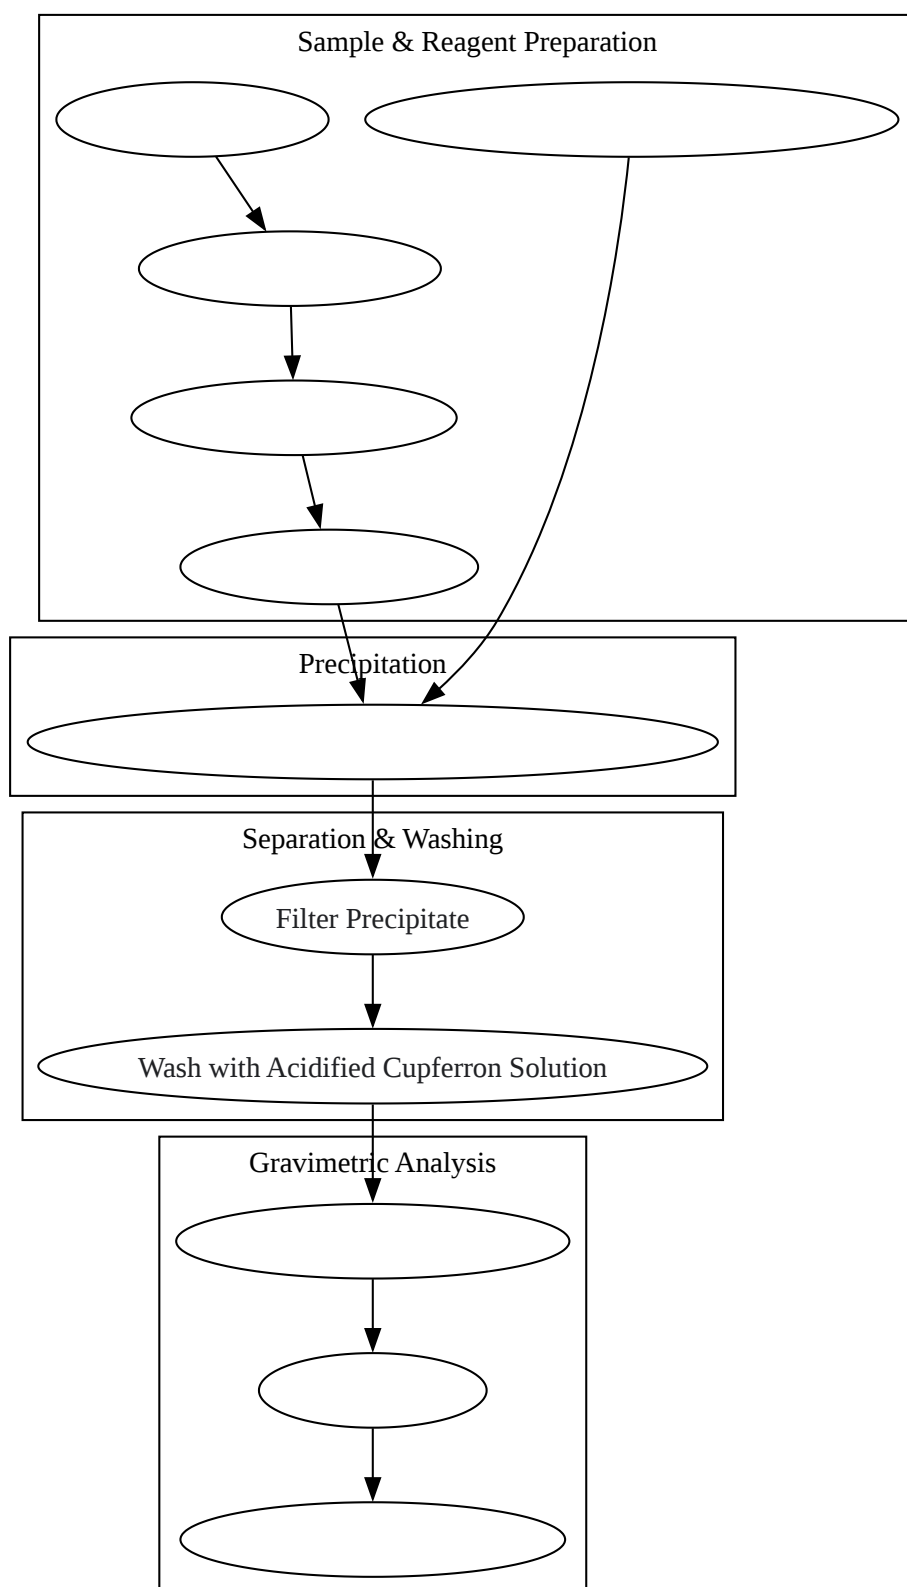 Sample & Reagent Preparation
Precipitation
Separation & Washing
Filter Precipitate
Wash with Acidified Cupferron Solution
Gravimetric Analysis